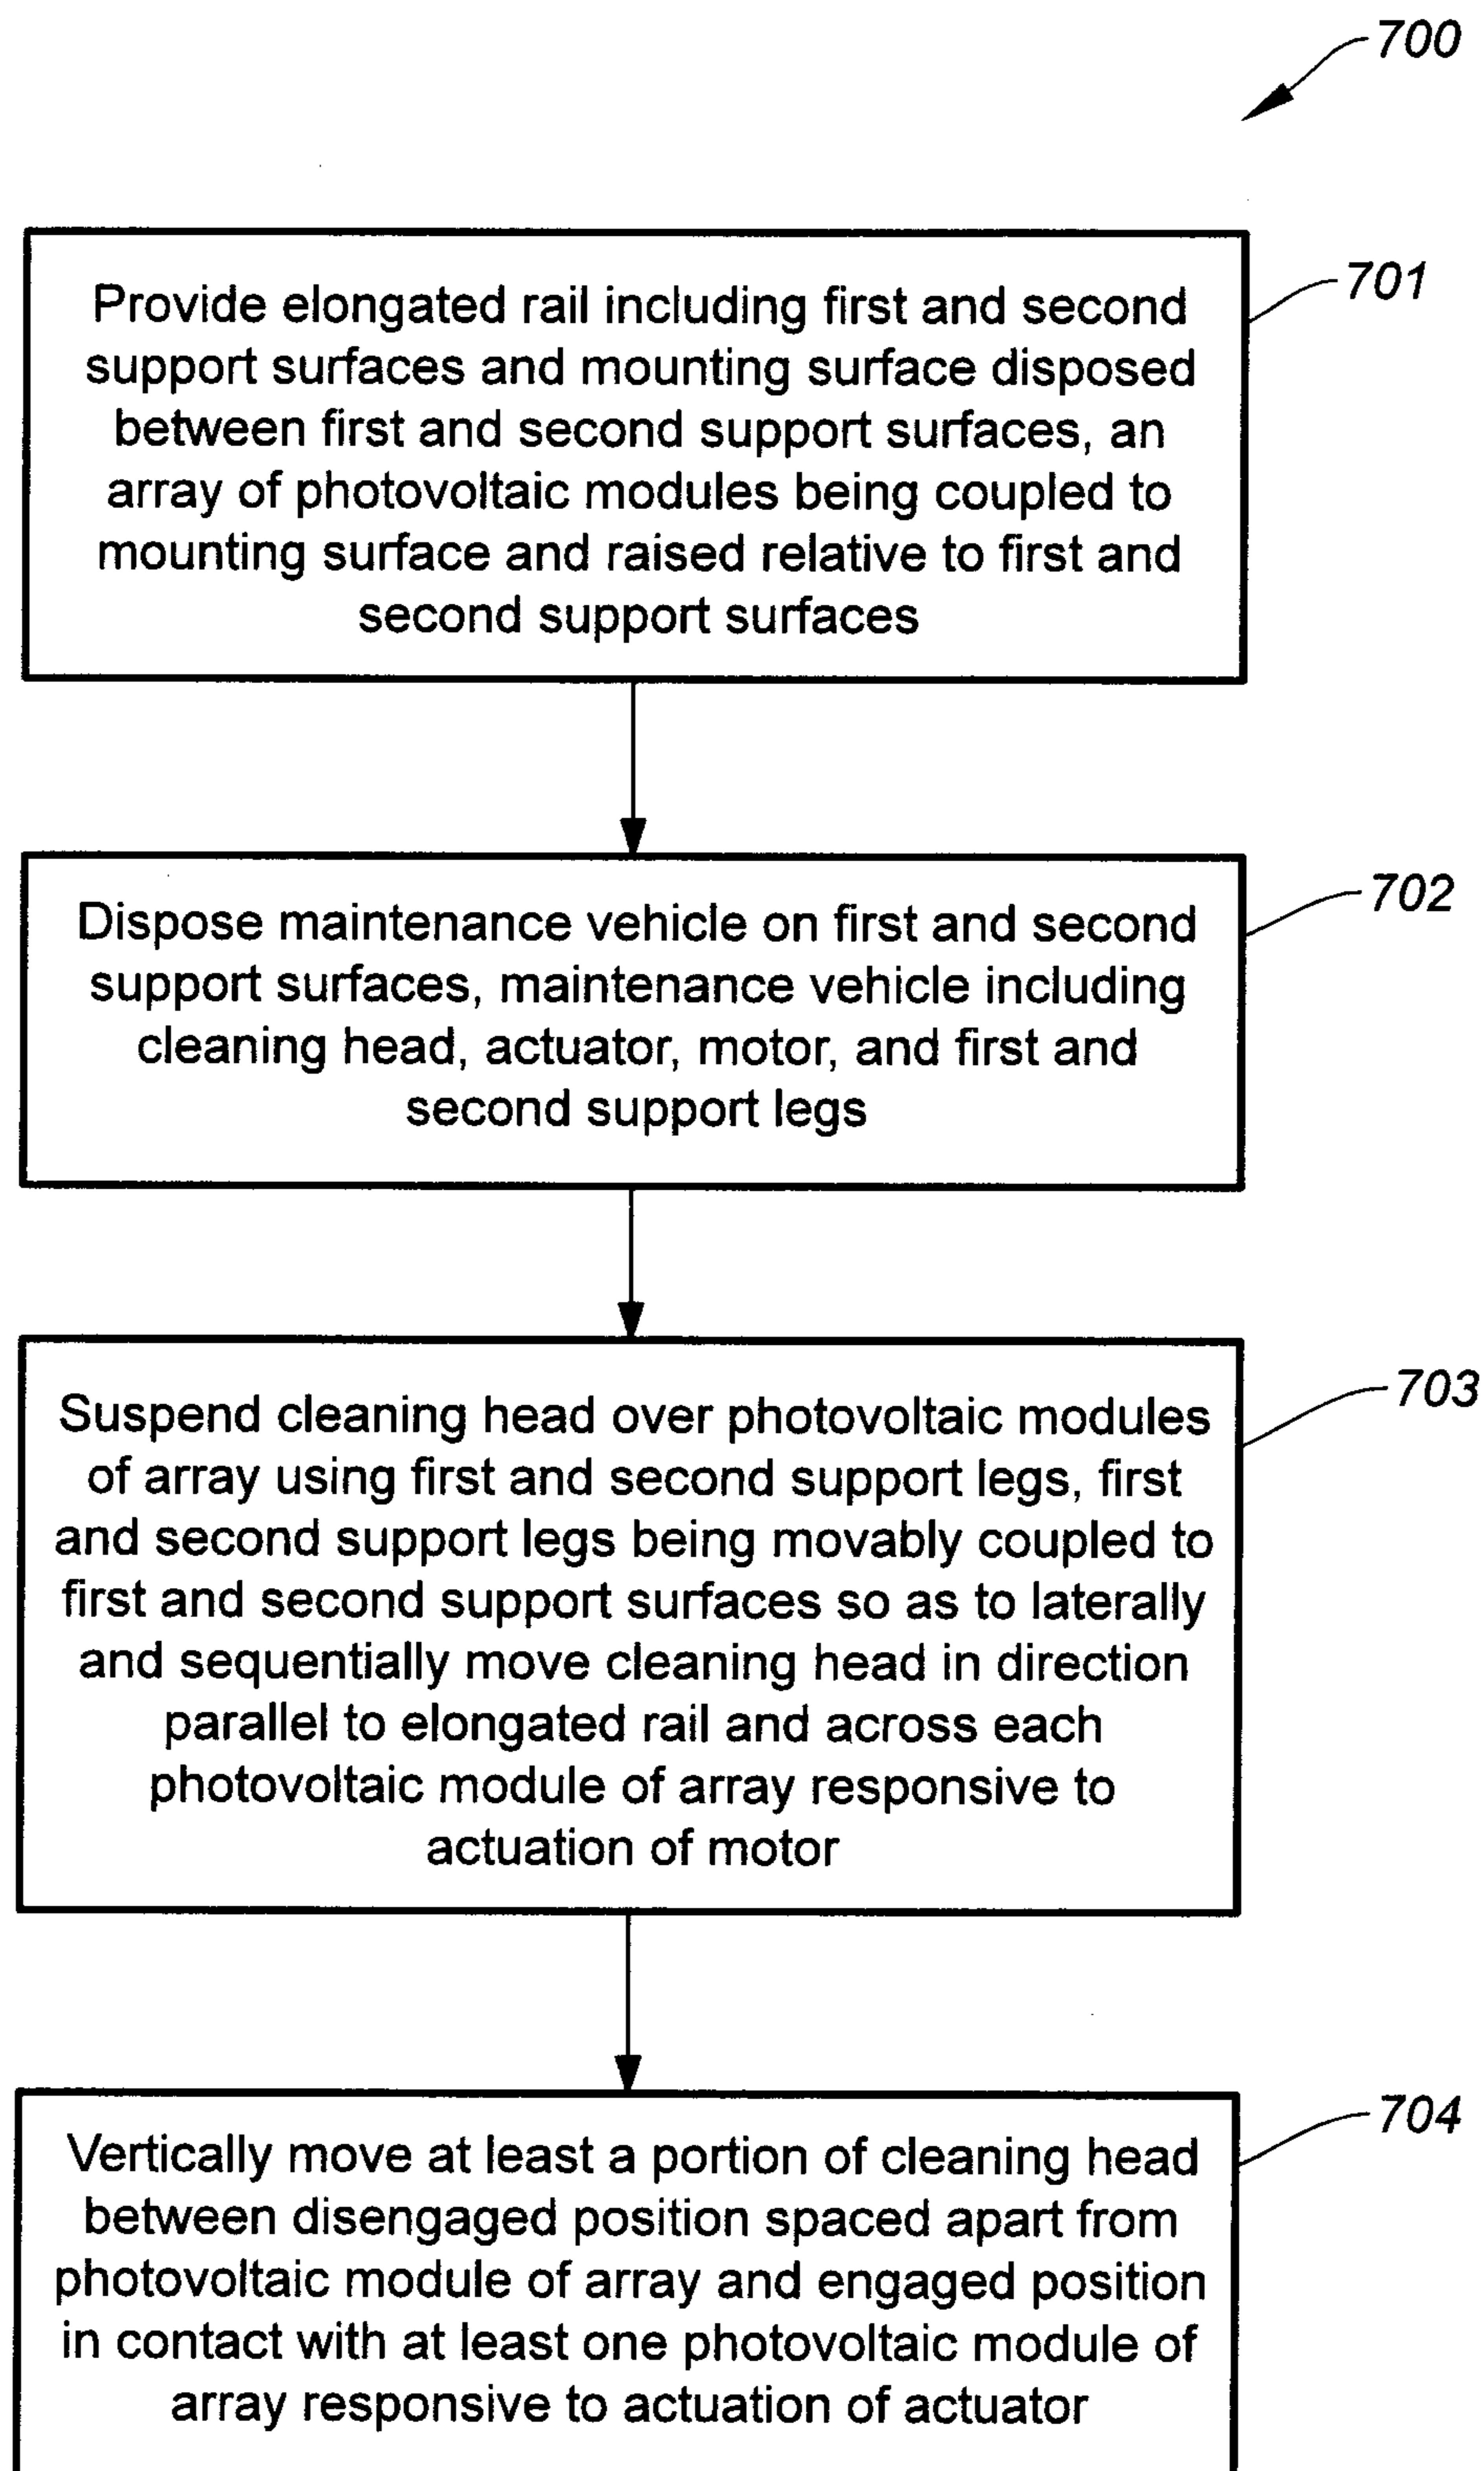 700
701
Provide elongated rail including first and second
support surfaces and mounting surface disposed
between first and second support surfaces, an
array of photovoltaic modules being coupled to
mounting surface and raised relative to first and
second support surfaces
702
Dispose maintenance vehicle on first and second
support surfaces, maintenance vehicle including
cleaning head, actuator, motor, and first and
second support legs
703
Suspend cleaning head over photovoltaic modules
of array using first and second support legs, first
and second support legs being movably coupled to
first and second support surfaces so as to laterally
and sequentially move cleaning head in direction
parallel to elongated rail and across each
photovoltaic module of array responsive to
actuation of motor
704
Vertically move at least a portion of cleaning head
between disengaged position spaced apart from
photovoltaic module of array and engaged position
in contact with at least one photovoltaic module of
array responsive to actuation of actuator